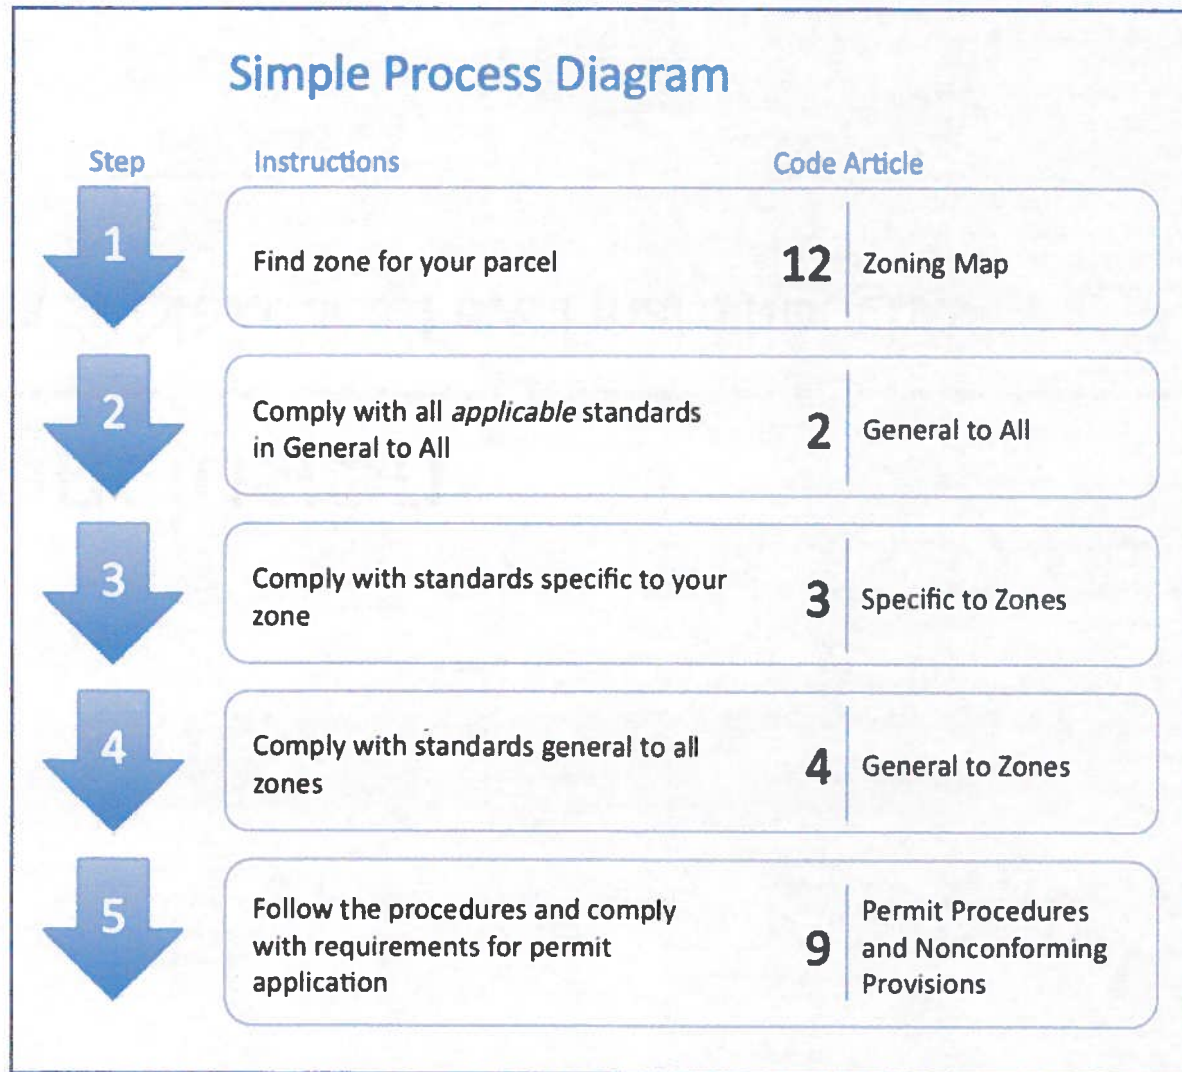 Simple Process Diagram
Step Instructions Code Article
1
Find zone for your parcel
12 Zoning Map
2
Comply with all applicable standards
in General to All
2 General to All
3
Comply with standards specific to your
zone
3 Specific to Zones
4
Comply with standards general to all
zones
4 General to Zones
5
Follow the procedures and comply
with requirements for permit
application
9
Permit Procedures
and Nonconforming
Provisions